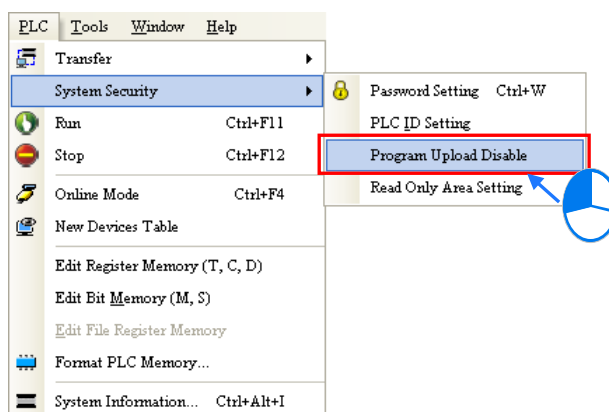 PLC Tools Window Help
Transfer
System Security
Password Setting Ctrl+W
Run Ctrl+F11
PLC ID Setting
Stop Ctrl+F12
Program Upload Disable
Online Mode Ctrl+F4
Read Only Area Setting
New Devices Table
Edit Register Memory (T, C, D)
Edit Bit Memory (M, S)
Edit File Register Memory
Format PLC Memory...
System Information... Ctrl+Alt+I